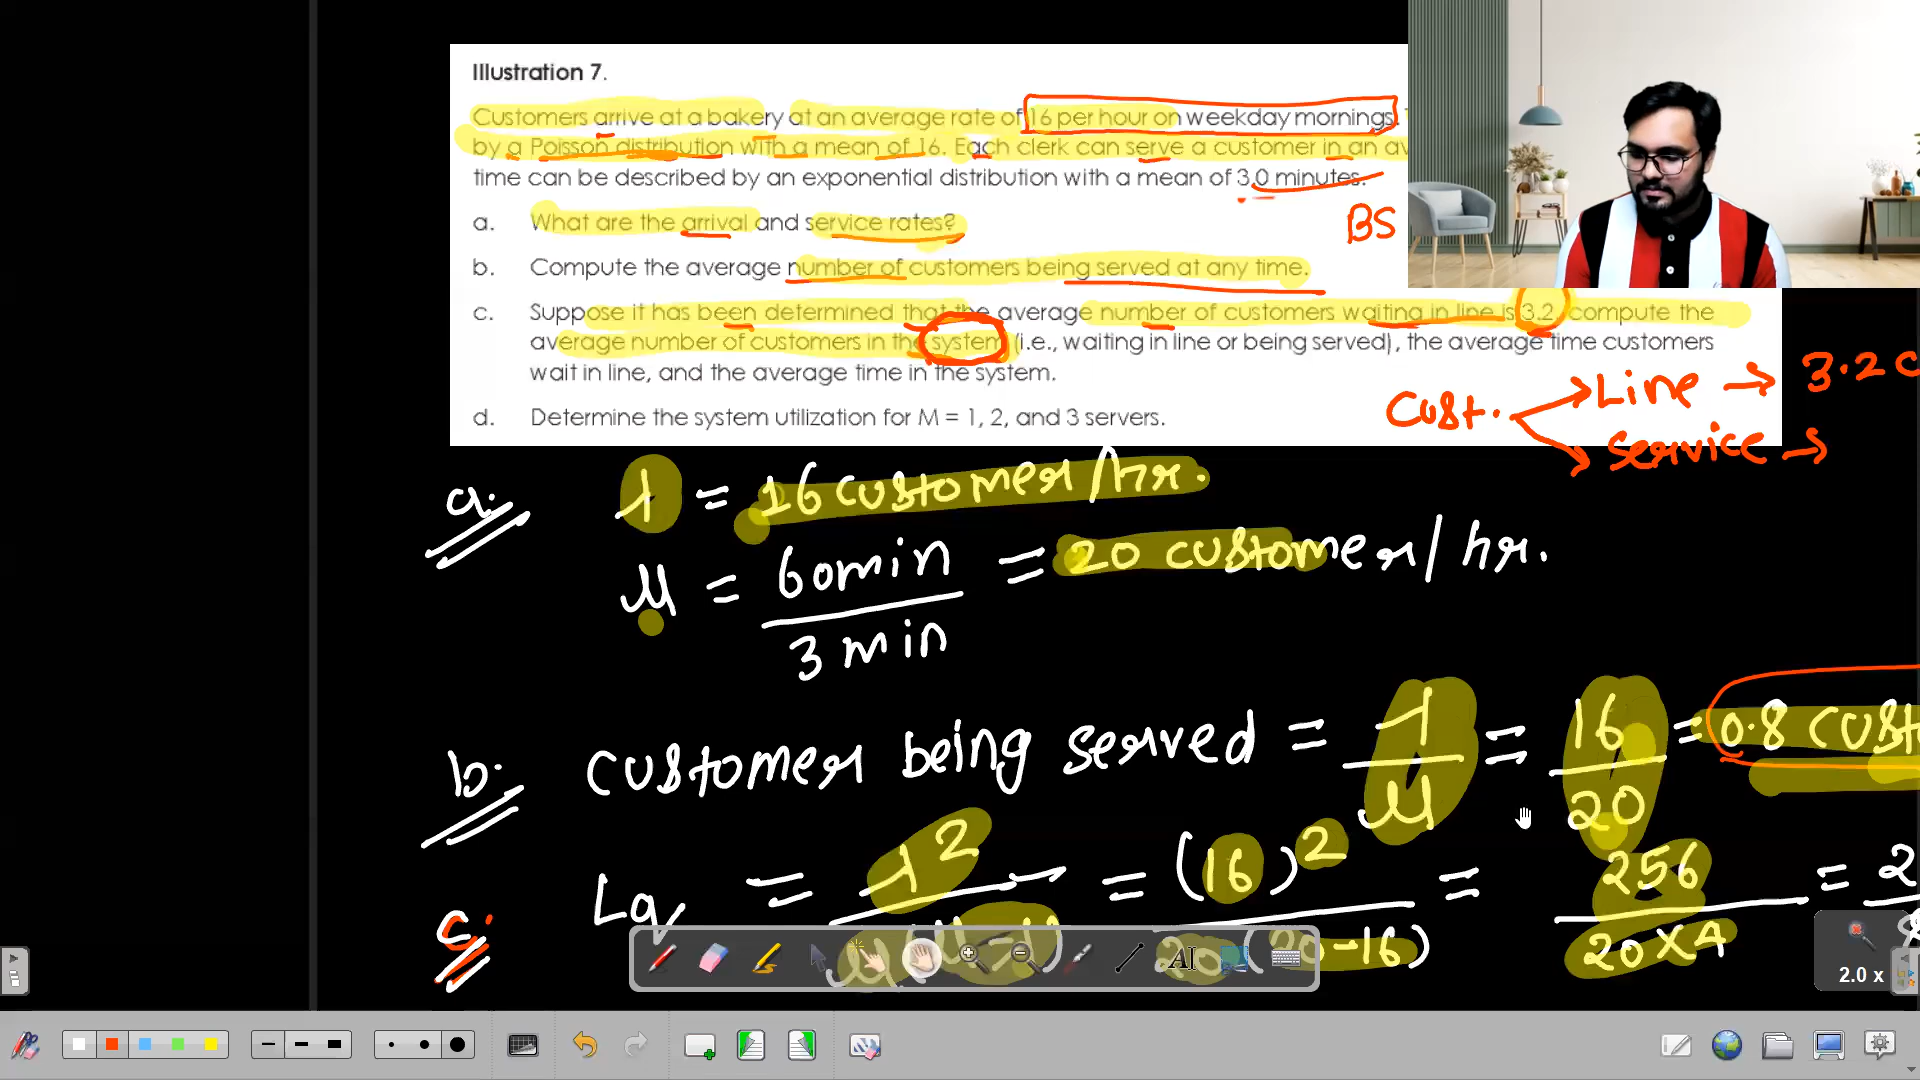 Illustration 7.
Customers arrive at a bakery at an average rate of 16 per hour on weekday mornings.
by a Poisson distribution with a mean of 16. Each clerk can serve a customer in an av
time can be described by an exponential distribution with a mean of 3.0 minutes.
a. What are the arrival and service rates?
BS
b. Compute the average number of customers being served at any time.
c. Suppose it has been determined that the average number of customers waiting in line is 3.2, compute the
average number of customers in the system (i.e., waiting in line or being served), the average time customers
wait in line, and the average time in the system.
d. Determine the system utilization for M = 1, 2, and 3 servers.
Cust. → Line → 3.2 C
→ Service →
a. λ = 16 customer/hr.
μ = 60min / 3 min = 20 customer/hr.
b. customer being served = λ / μ = 16 / 20 = 0.8 cust
c. Lq = λ² / μ(μ-λ) = (16)² / 20(20-16) = 256 / 20×4 = 2
AI
2.0 x